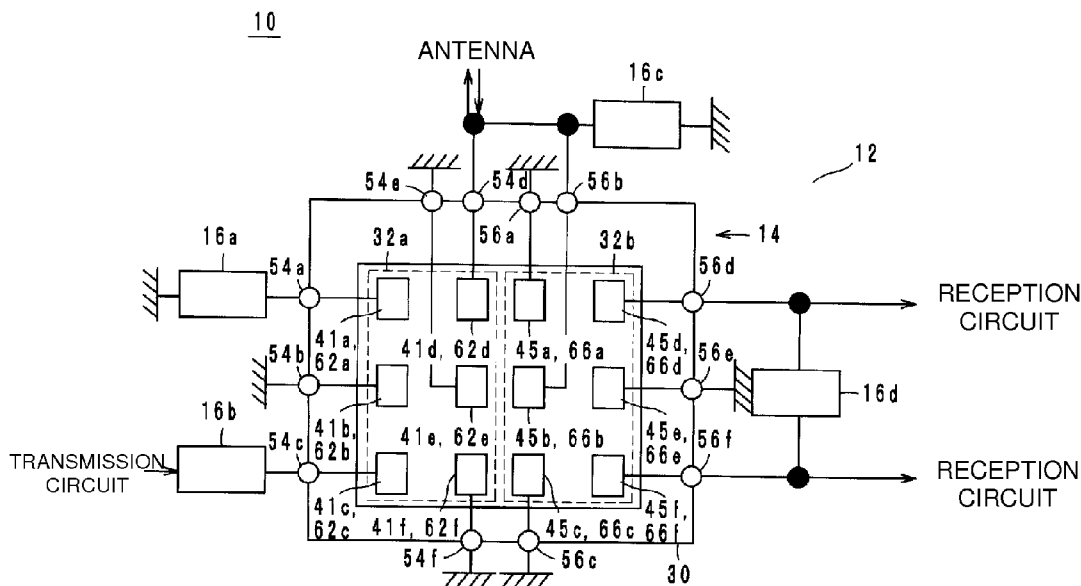 10
ANTENNA
16c
12
54e
54d
56b
56a
14
16a
32a
32b
54a
56d
RECEPTION
CIRCUIT
41a,
62a
41d, 62d
45a, 66a
45d,
66d
54b
56e
16d
16b
41b,
62b
41e, 62e
45b, 66b
45e,
66e
54c
56f
TRANSMISSION
CIRCUIT
RECEPTION
CIRCUIT
41c,
62c
41f, 62f
45c, 66c
45f,
66f
54f
56c
30